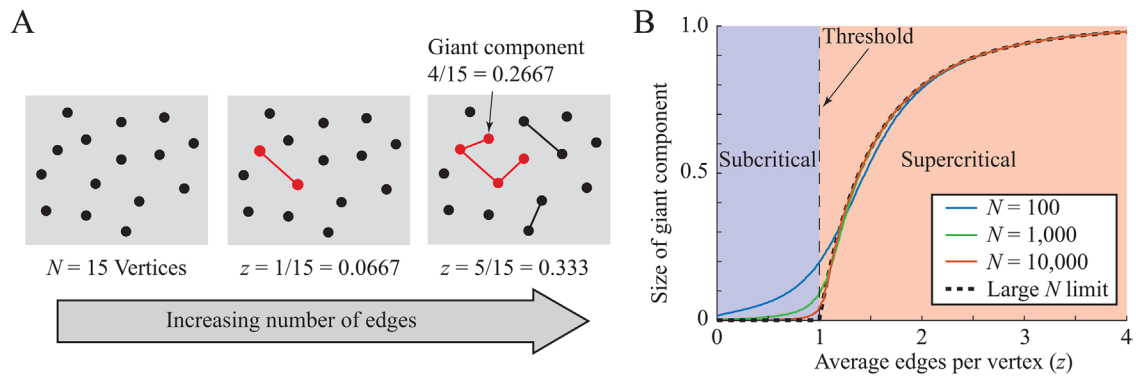 A
Giant component
4/15 = 0.2667
N = 15 Vertices
z = 1/15 = 0.0667
z = 5/15 = 0.333
Increasing number of edges
B
1.0
0.5
0
Size of giant component
Threshold
Subcritical
Supercritical
N = 100
N = 1,000
N = 10,000
Large N limit
0
1
2
3
4
Average edges per vertex (z)